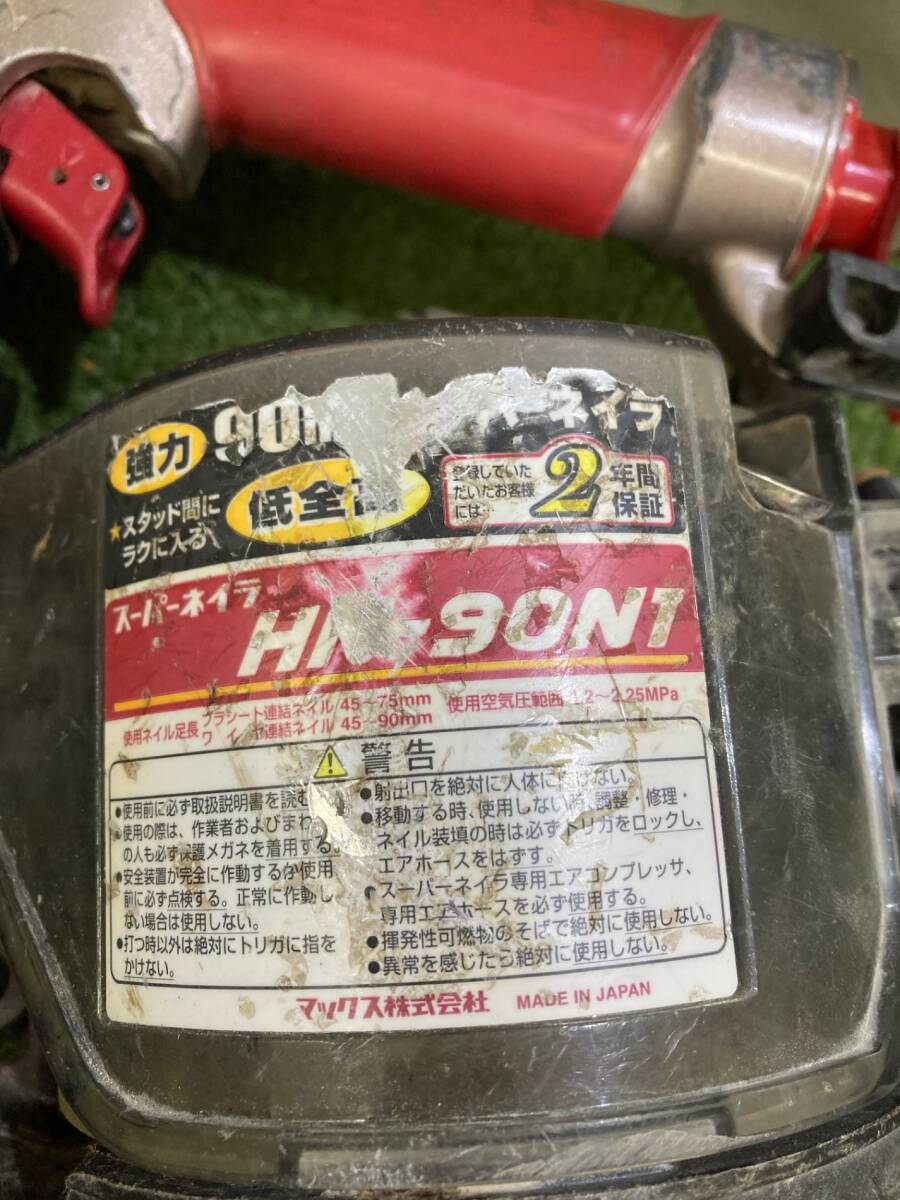 強力 90m パーネイラ
★スタッド間に
ラクに入る
低全高
登録していた
だいたお客様
には…
2 年間
保証
スーパーネイラ
HN-90N1
使用ネイル足長
プラシート連結ネイル 45〜75mm
ワイヤ連結ネイル 45〜90mm
使用空気圧範囲 1.2〜2.25MPa
警告
●使用前に必ず取扱説明書を読む
●使用の際は、作業者およびまわ
の人も必ず保護メガネを着用する。
●安全装置が完全に作動するか使用
前に必ず点検する。正常に作動し
ない場合は使用しない。
●打つ時以外は絶対にトリガに指を
かけない。
●射出口を絶対に人体に向けない。
●移動する時、使用しない時、調整・修理・
ネイル装填の時は必ずトリガをロックし、
エアホースをはずす。
●スーパーネイラ専用エアコンプレッサ、
専用エアホースを必ず使用する。
●揮発性可燃物のそばで絶対に使用しない。
●異常を感じたら絶対に使用しない。
マックス株式会社 MADE IN JAPAN